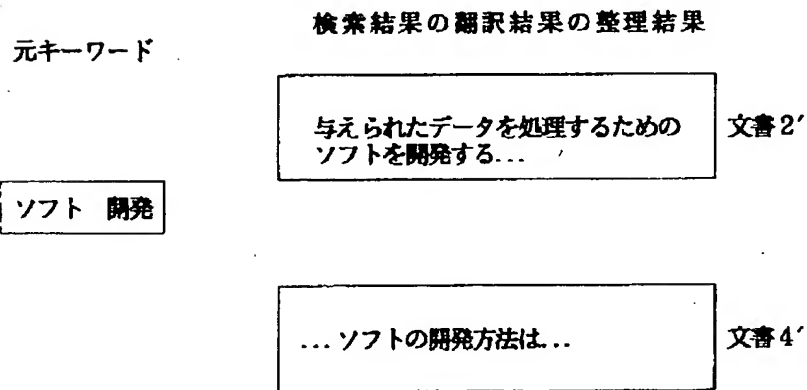 検索結果の翻訳結果の整理結果
元キーワード
与えられたデータを処理するための
ソフトを開発する...
文書2′
ソフト 開発
...ソフトの開発方法は...
文書4′